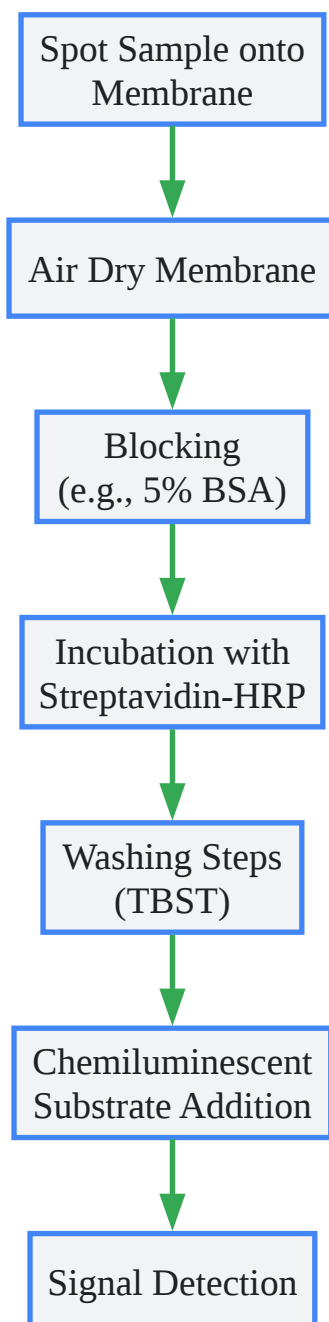 Spot Sample onto
Membrane
Air Dry Membrane
Blocking
(e.g., 5% BSA)
Incubation with
Streptavidin-HRP
Washing Steps
(TBST)
Chemiluminescent
Substrate Addition
Signal Detection